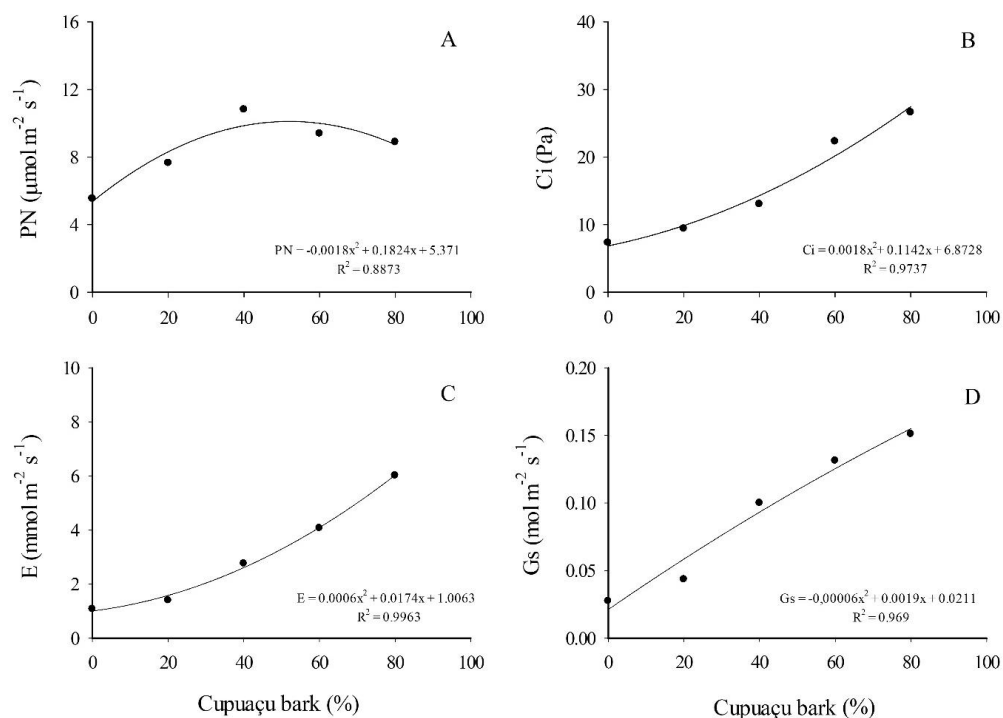 A
PN (µmol m⁻² s⁻¹)
16
12
8
4
0
PN = -0.0018x² + 0.1824x + 5.371
R² = 0.8873
0 20 40 60 80 100
B
Ci (Pa)
40
30
20
10
0
Ci = 0.0018x² + 0.1142x + 6.8728
R² = 0.9737
0 20 40 60 80 100
C
E (mmol m⁻² s⁻¹)
10
8
6
4
2
0
E = 0.0006x² + 0.0174x + 1.0063
R² = 0.9963
0 20 40 60 80 100
Cupuaçu bark (%)
D
Gs (mol m⁻² s⁻¹)
0.20
0.15
0.10
0.05
0.00
Gs = -0,00006x² + 0.0019x + 0.0211
R² = 0.969
0 20 40 60 80 100
Cupuaçu bark (%)